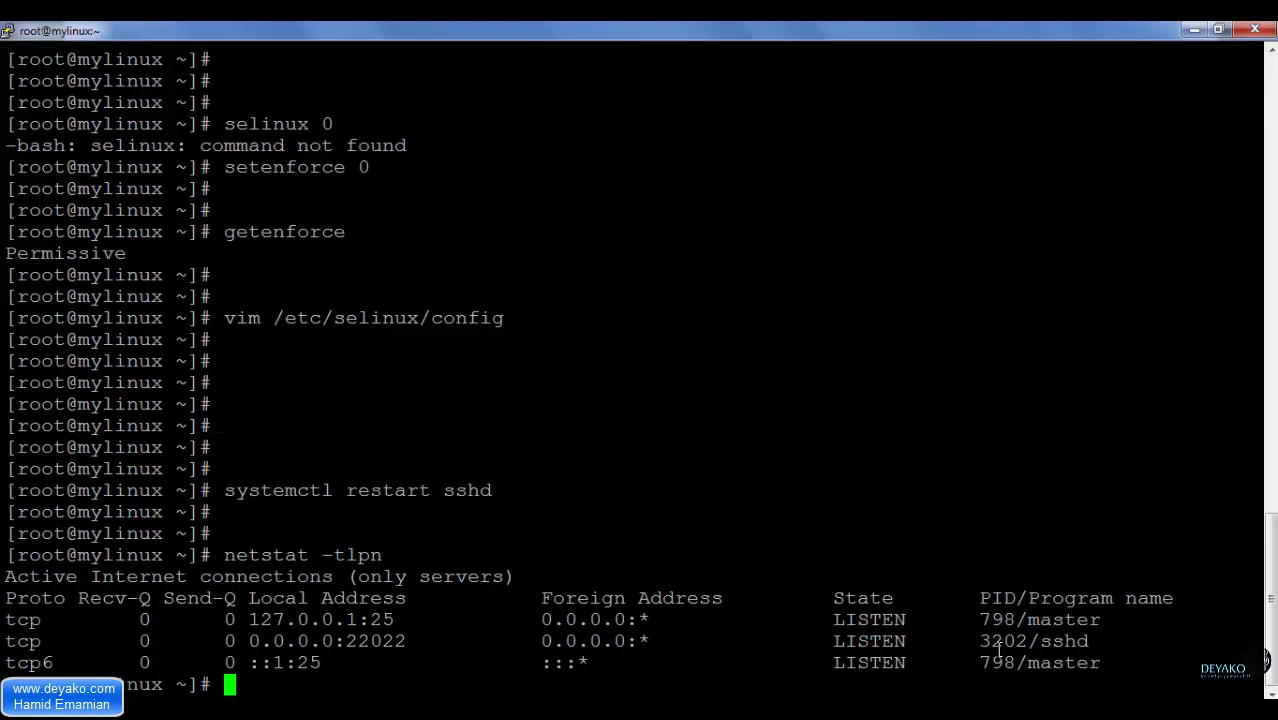 root@mylinux:~
[root@mylinux ~]#
[root@mylinux ~]#
[root@mylinux ~]#
[root@mylinux ~]# selinux 0
-bash: selinux: command not found
[root@mylinux ~]# setenforce 0
[root@mylinux ~]#
[root@mylinux ~]#
[root@mylinux ~]# getenforce
Permissive
[root@mylinux ~]#
[root@mylinux ~]#
[root@mylinux ~]# vim /etc/selinux/config
[root@mylinux ~]#
[root@mylinux ~]#
[root@mylinux ~]#
[root@mylinux ~]#
[root@mylinux ~]#
[root@mylinux ~]#
[root@mylinux ~]#
[root@mylinux ~]# systemctl restart sshd
[root@mylinux ~]#
[root@mylinux ~]#
[root@mylinux ~]# netstat -tlpn
Active Internet connections (only servers)
Proto Recv-Q Send-Q Local Address Foreign Address State PID/Program name
tcp 0 0 127.0.0.1:25 0.0.0.0:* LISTEN 798/master
tcp 0 0 0.0.0.0:22022 0.0.0.0:* LISTEN 3202/sshd
tcp6 0 0 ::1:25 :::* LISTEN 798/master
nux ~]#
www.deyako.com
Hamid Emamian
DEYAKO